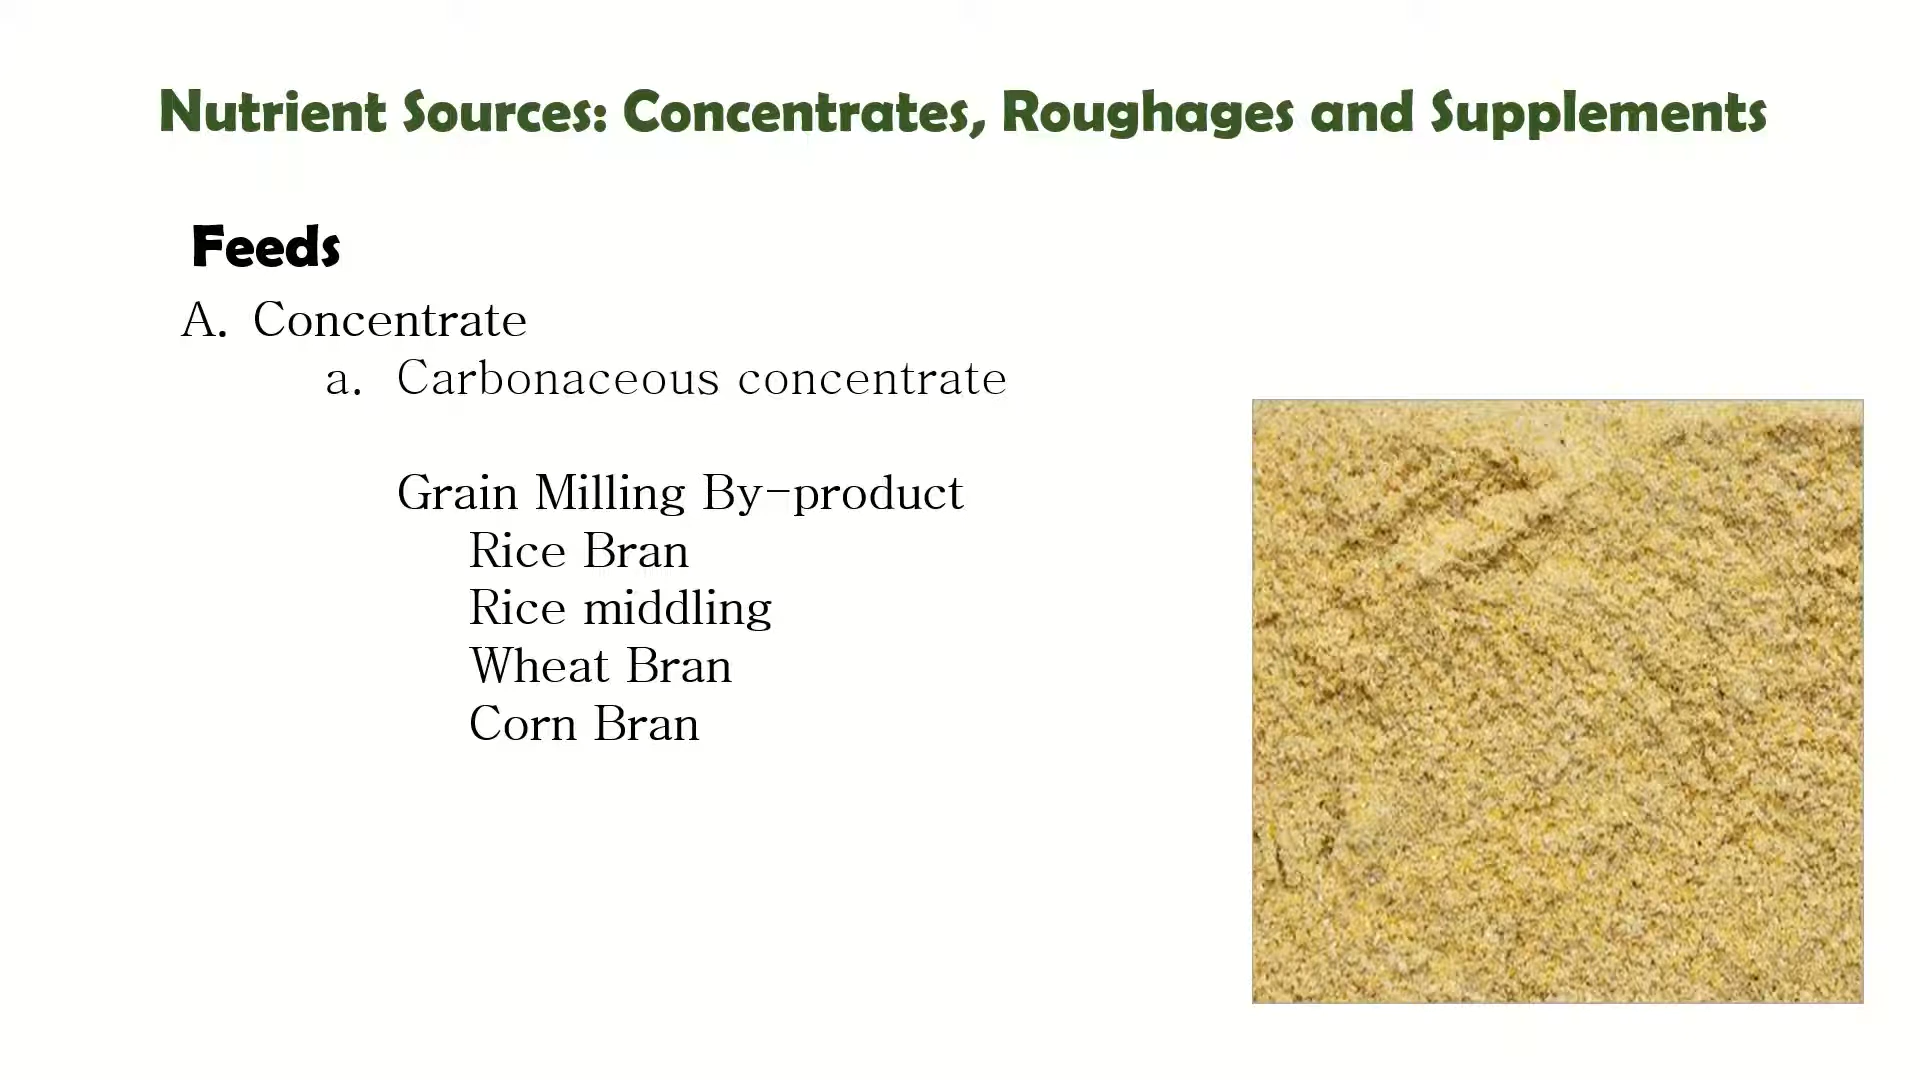 Nutrient Sources: Concentrates, Roughages and Supplements
Feeds
A. Concentrate
a. Carbonaceous concentrate
Grain Milling By-product
Rice Bran
Rice middling
Wheat Bran
Corn Bran